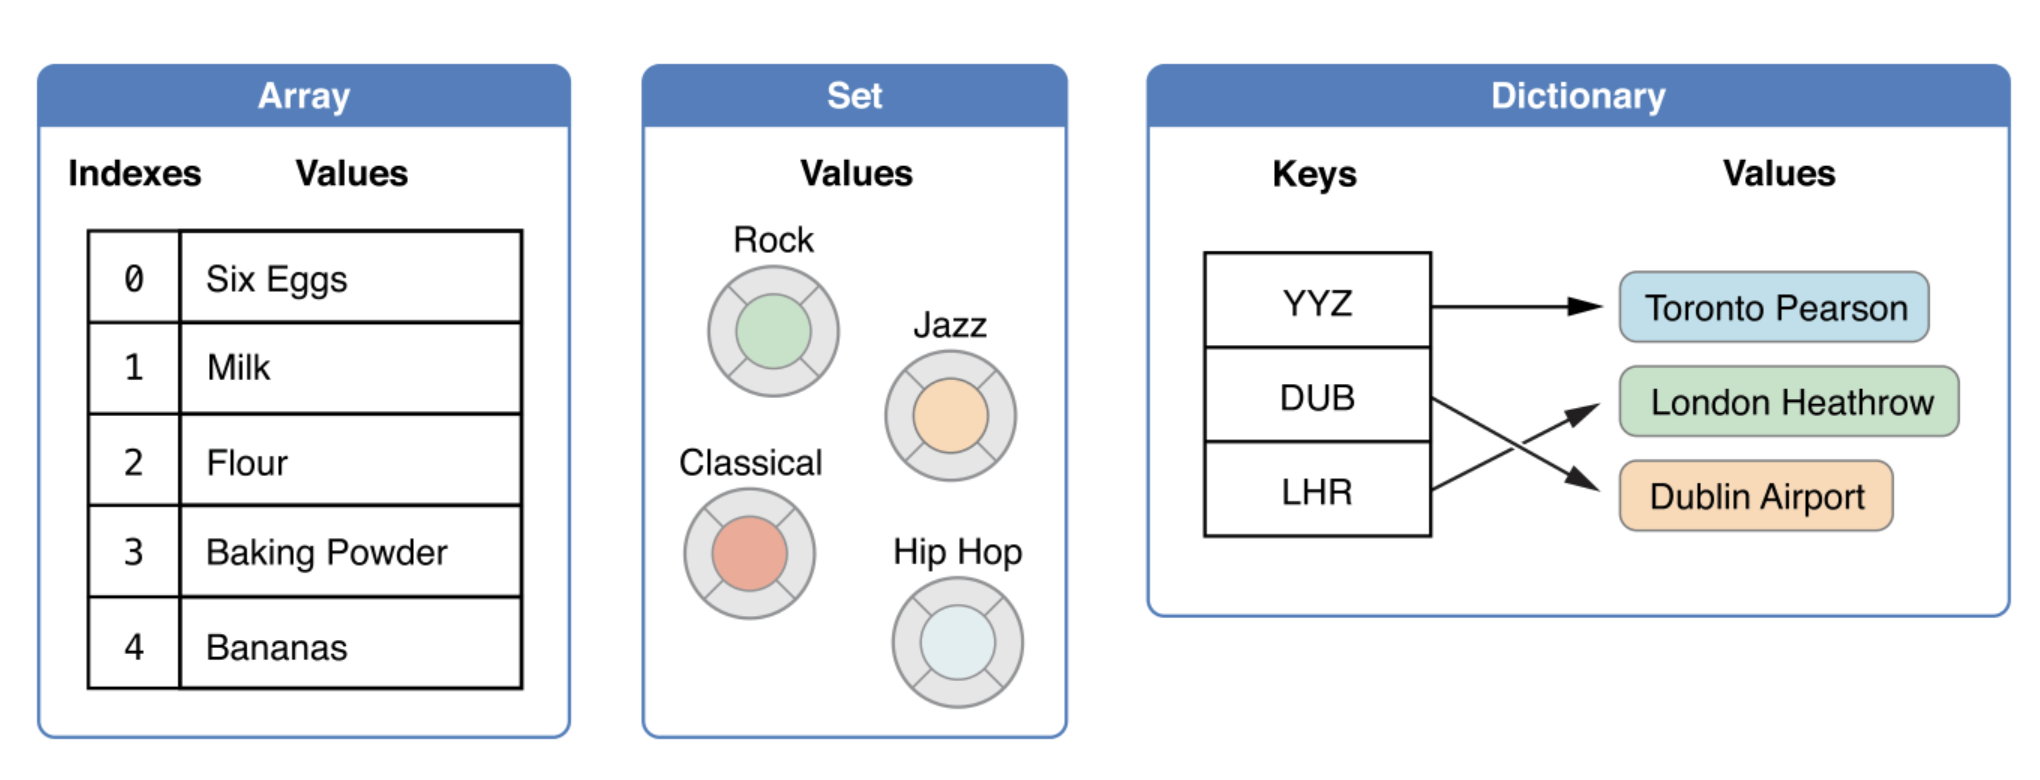 Array
Indexes Values
0 Six Eggs
1 Milk
2 Flour
3 Baking Powder
4 Bananas
Set
Values
Rock
Jazz
Classical
Hip Hop
Dictionary
Keys Values
YYZ Toronto Pearson
DUB London Heathrow
LHR Dublin Airport